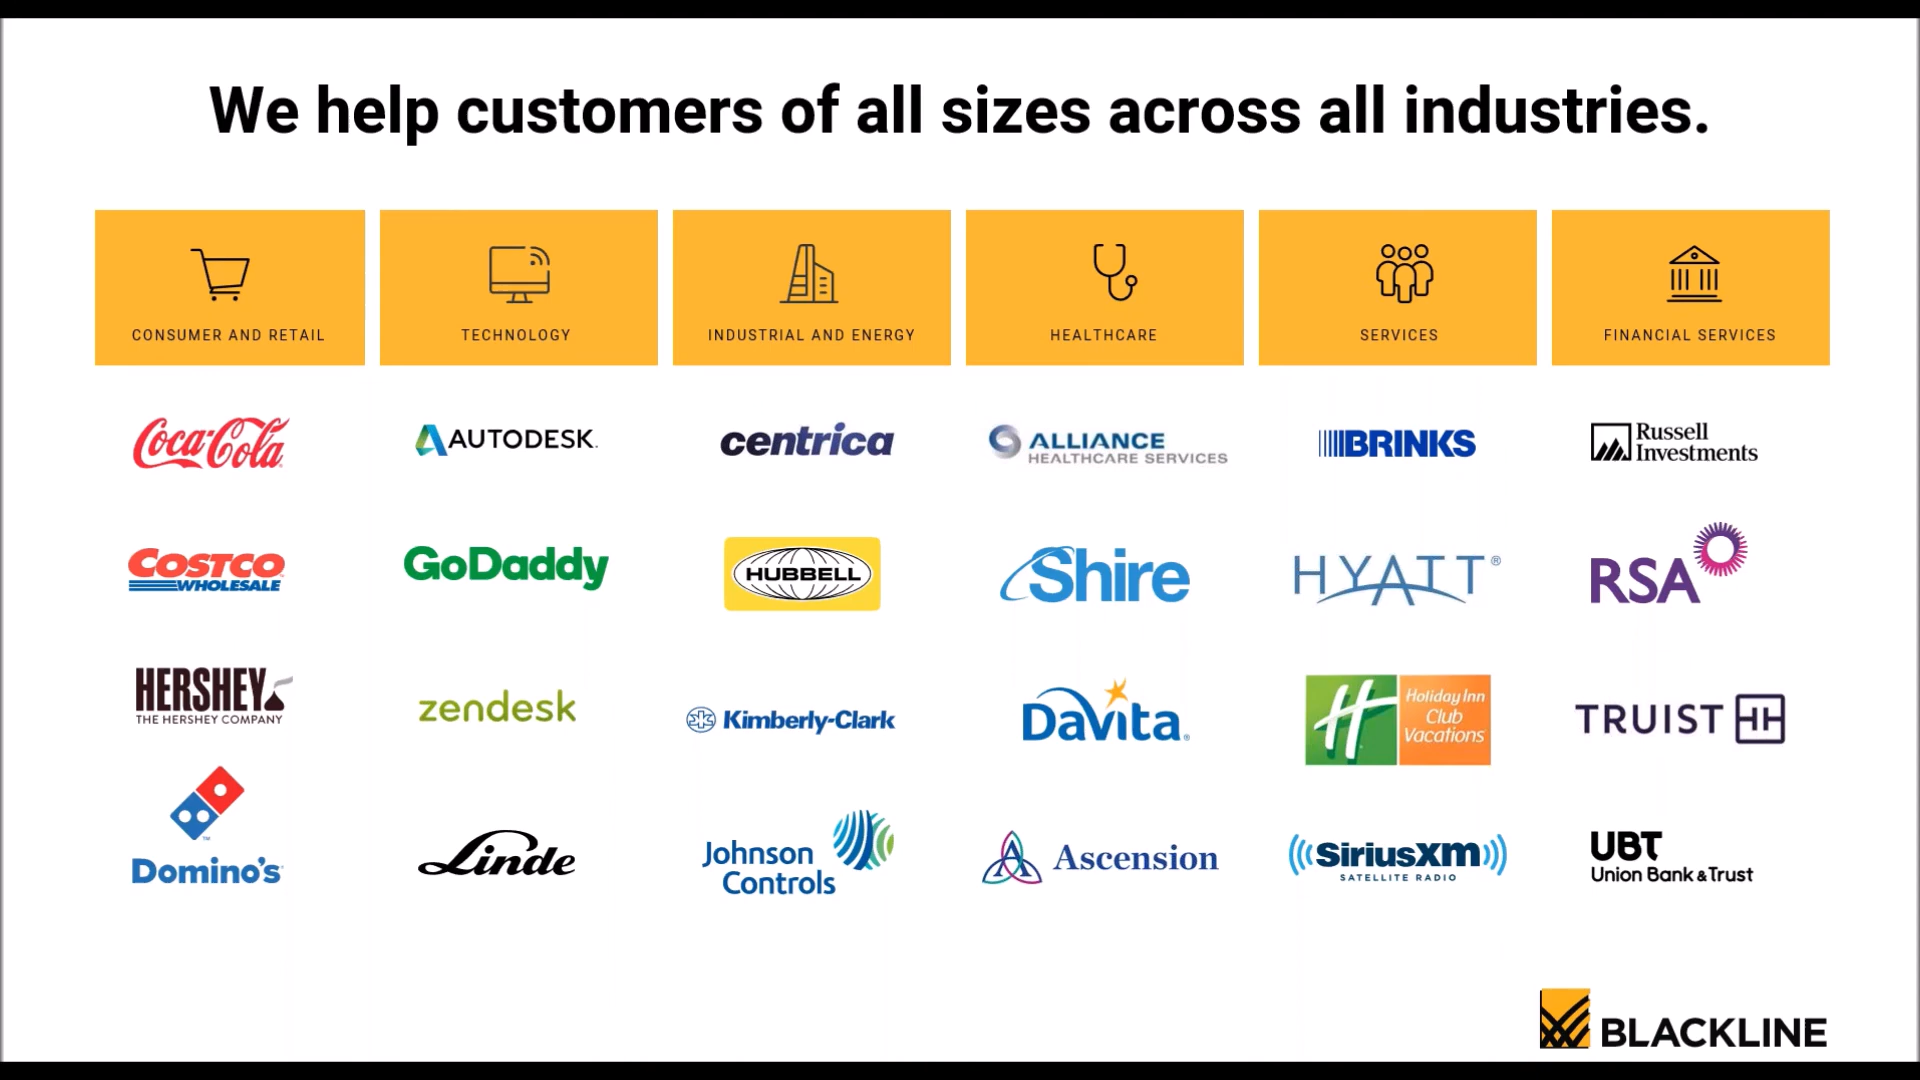 We help customers of all sizes across all industries.
CONSUMER AND RETAIL
TECHNOLOGY
INDUSTRIAL AND ENERGY
HEALTHCARE
SERVICES
FINANCIAL SERVICES
Coca-Cola
AUTODESK.
centrica
ALLIANCE
HEALTHCARE SERVICES
BRINKS
Russell
Investments
COSTCO
WHOLESALE
GoDaddy
HUBBELL
Shire
HYATT®
RSA
HERSHEY
THE HERSHEY COMPANY
zendesk
Kimberly-Clark
DaVita®
Holiday Inn
Club
Vacations
TRUIST
Domino's
Linde
Johnson
Controls
Ascension
SiriusXM
SATELLITE RADIO
UBT
Union Bank & Trust
BLACKLINE